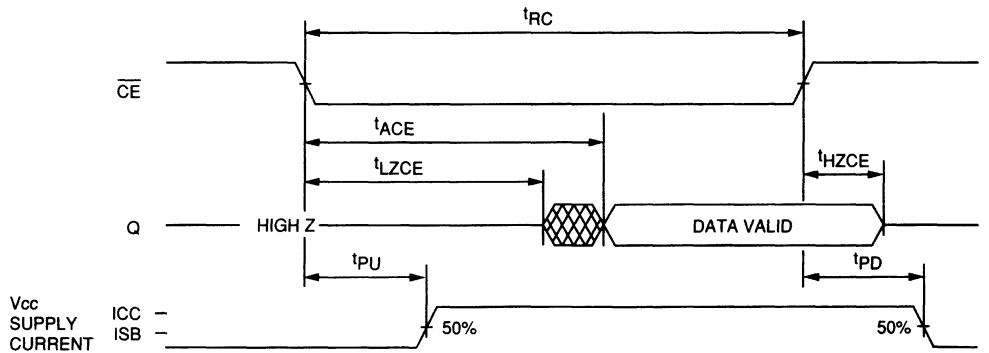 tRC
CE
tACE
tLZCE
tHZCE
Q
HIGH Z
DATA VALID
tPU
tPD
Vcc
SUPPLY
CURRENT
ICC
ISB
50%
50%